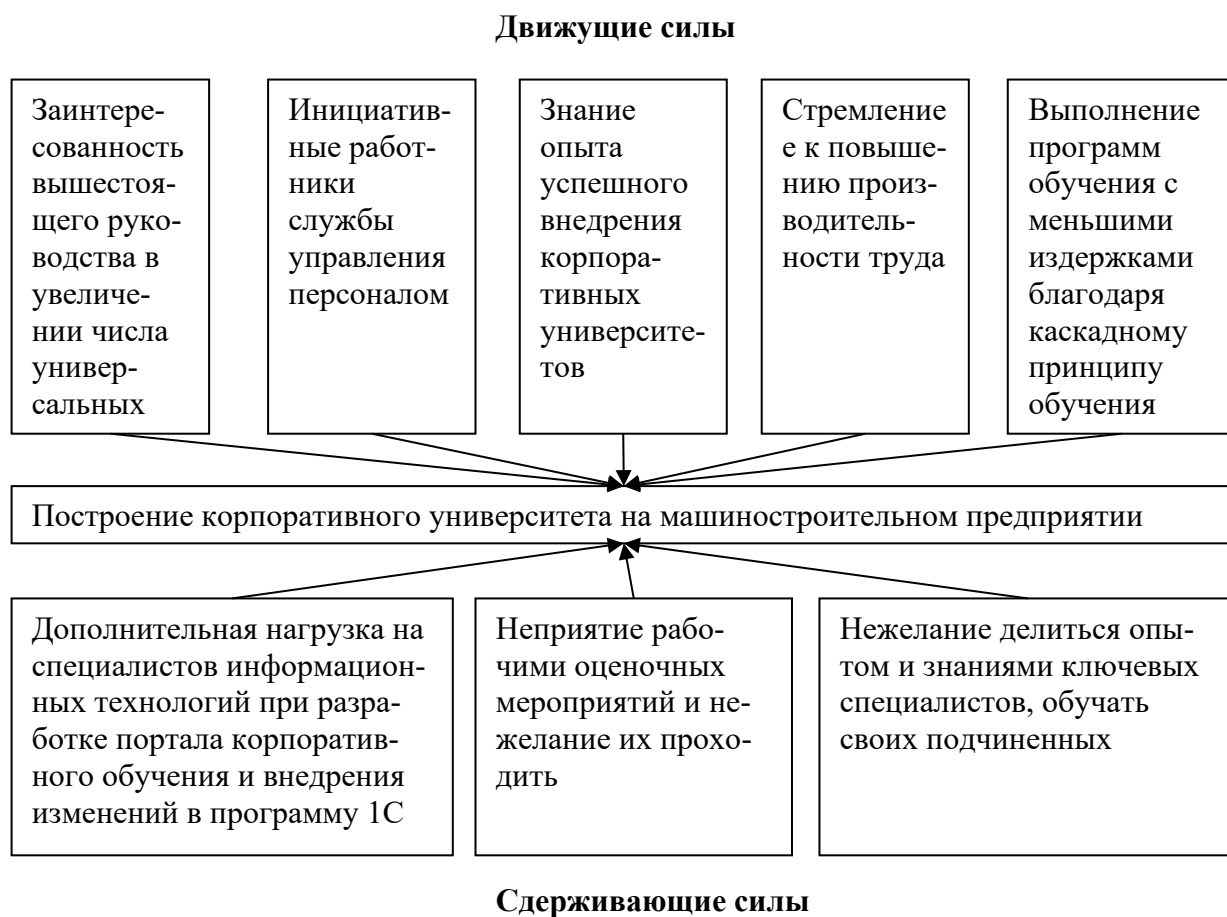 Движущие силы
Заинтере-
сованность
вышестоя-
щего руко-
водства в
увеличе-
нии числа
универ-
сальных
Инициатив-
ные работ-
ники
службы
управления
персоналом
Знание
опыта
успешного
внедрения
корпора-
тивных
университе-
тов
Стремление
е к повыше-
нию произ-
водитель-
ности труда
Выполнение
программ
обучения с
меньшими
издержками
благодаря
каскадному
принципу
обучения
Построение корпоративного университета на машиностроительном предприятии
Дополнительная нагрузка на
специалистов информацион-
ных технологий при разра-
ботке портала корпоратив-
ного обучения и внедрения
изменений в программу 1С
Неприятие рабо-
чими оценочных
мероприятий и не-
желание их прохо-
дить
Нежелание делиться опы-
том и знаниями ключевых
специалистов, обучать
своих подчиненных
Сдерживающие силы